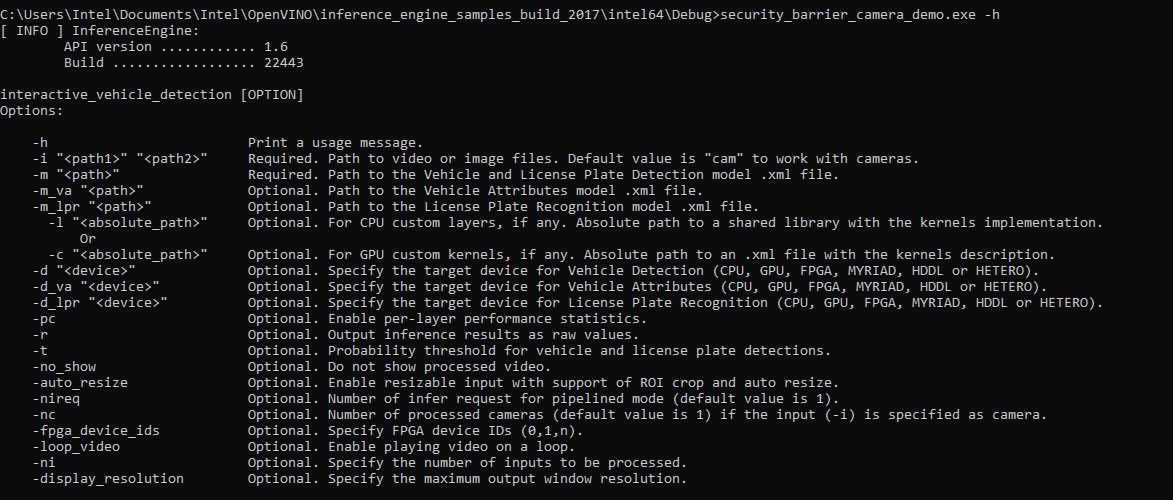 C:\Users\Intel\Documents\Intel\OpenVINO\inference_engine_samples_build_2017\intel64\Debug>security_barrier_camera_demo.exe -h
[ INFO ] InferenceEngine:
        API version ............ 1.6
        Build .................. 22443

interactive_vehicle_detection [OPTION]
Options:

    -h                         Print a usage message.
    -i "<path1>" "<path2>"     Required. Path to video or image files. Default value is "cam" to work with cameras.
    -m "<path>"                Required. Path to the Vehicle and License Plate Detection model .xml file.
    -m_va "<path>"             Optional. Path to the Vehicle Attributes model .xml file.
    -m_lpr "<path>"            Optional. Path to the License Plate Recognition model .xml file.
      -l "<absolute_path>"     Optional. For CPU custom layers, if any. Absolute path to a shared library with the kernels implementation.
          Or
      -c "<absolute_path>"     Optional. For GPU custom kernels, if any. Absolute path to an .xml file with the kernels description.
    -d "<device>"              Optional. Specify the target device for Vehicle Detection (CPU, GPU, FPGA, MYRIAD, HDDL or HETERO).
    -d_va "<device>"           Optional. Specify the target device for Vehicle Attributes (CPU, GPU, FPGA, MYRIAD, HDDL or HETERO).
    -d_lpr "<device>"          Optional. Specify the target device for License Plate Recognition (CPU, GPU, FPGA, MYRIAD, HDDL or HETERO).
    -pc                        Optional. Enable per-layer performance statistics.
    -r                         Optional. Output inference results as raw values.
    -t                         Optional. Probability threshold for vehicle and license plate detections.
    -no_show                   Optional. Do not show processed video.
    -auto_resize               Optional. Enable resizable input with support of ROI crop and auto resize.
    -nireq                     Optional. Number of infer request for pipelined mode (default value is 1).
    -nc                        Optional. Number of processed cameras (default value is 1) if the input (-i) is specified as camera.
    -fpga_device_ids           Optional. Specify FPGA device IDs (0,1,n).
    -loop_video                Optional. Enable playing video on a loop.
    -ni                        Optional. Specify the number of inputs to be processed.
    -display_resolution        Optional. Specify the maximum output window resolution.